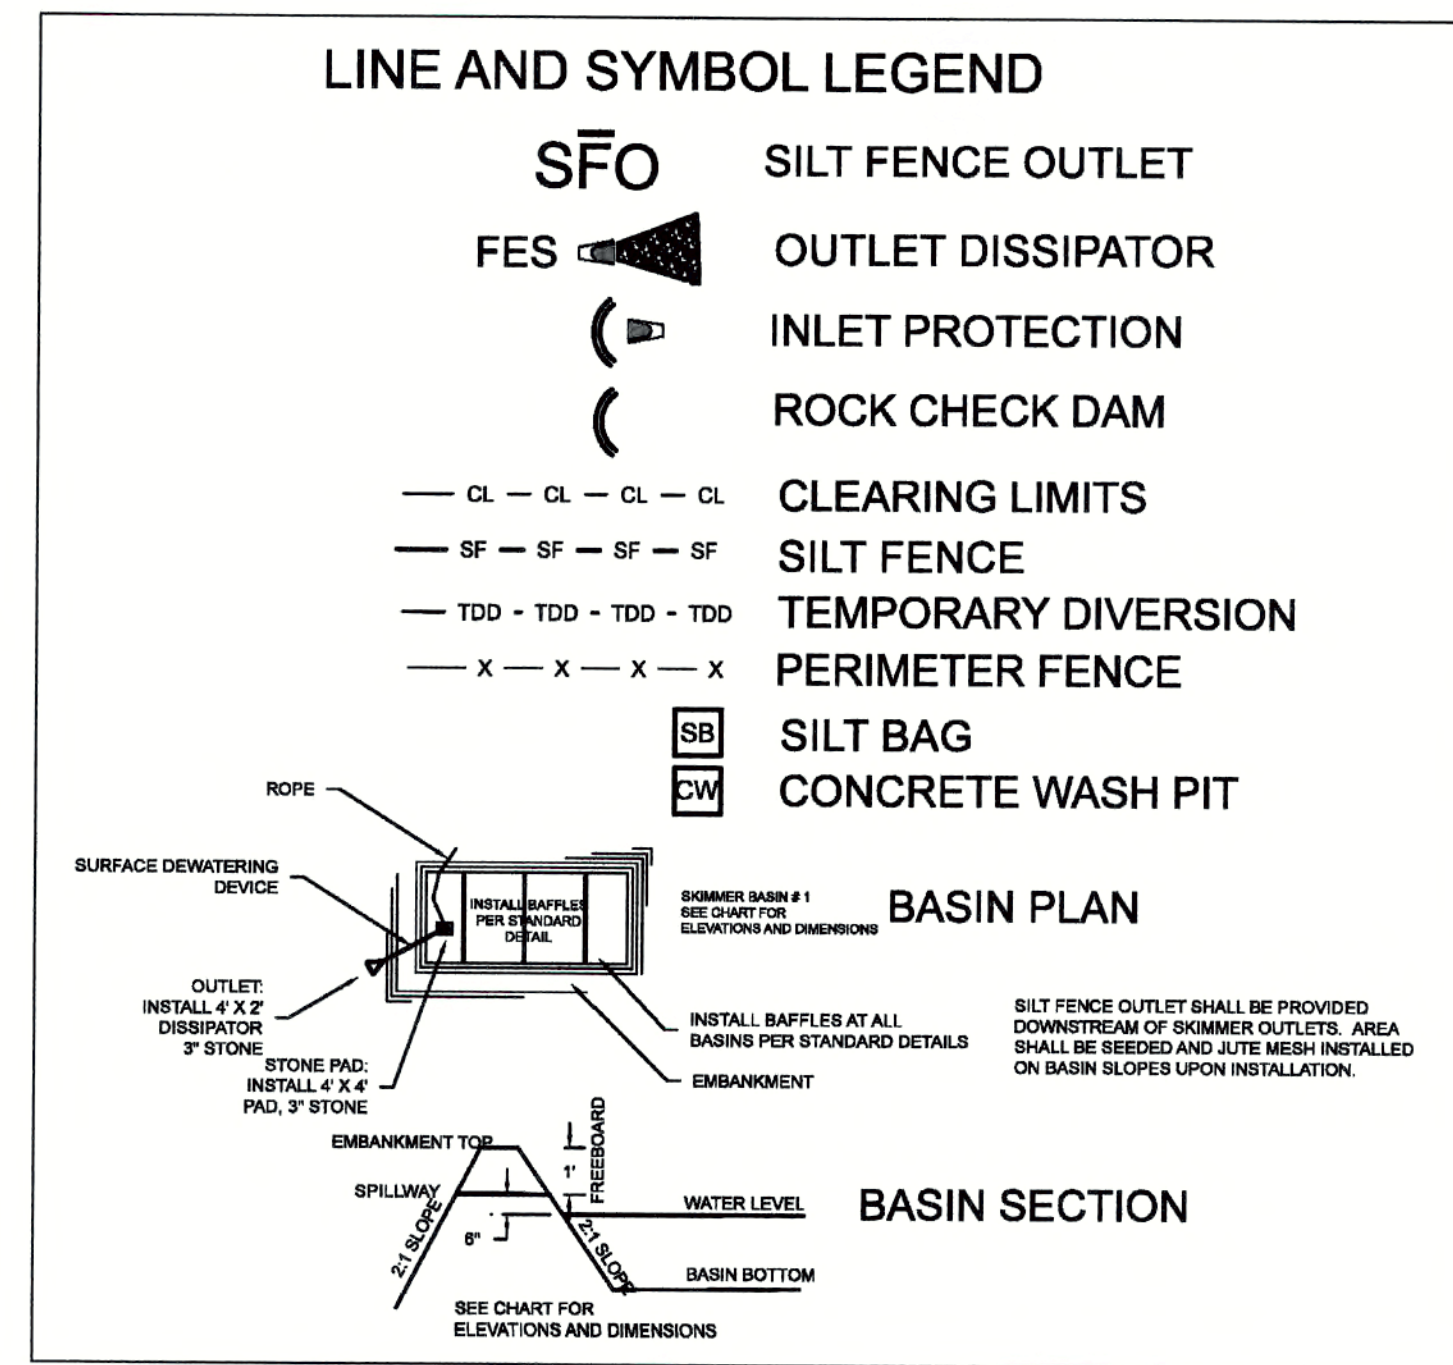 LINE AND SYMBOL LEGEND
SFO SILT FENCE OUTLET
FES OUTLET DISSIPATOR
INLET PROTECTION
ROCK CHECK DAM
CL CL CL CL CLEARING LIMITS
SF SF SF SF SILT FENCE
TDD - TDD - TDD - TDD TEMPORARY DIVERSION
X X X X PERIMETER FENCE
SB SILT BAG
CW CONCRETE WASH PIT
ROPE
SURFACE DEWATERING
DEVICE
INSTALL BAFFLES
PER STANDARD
DETAIL
SKIMMER BASIN # 1
SEE CHART FOR
ELEVATIONS AND DIMENSIONS
BASIN PLAN
OUTLET:
INSTALL 4' X 2'
DISSIPATOR
3" STONE
STONE PAD:
INSTALL 4' X 4'
PAD, 3" STONE
INSTALL BAFFLES AT ALL
BASINS PER STANDARD DETAILS
EMBANKMENT
SILT FENCE OUTLET SHALL BE PROVIDED
DOWNSTREAM OF SKIMMER OUTLETS. AREA
SHALL BE SEEDED AND JUTE MESH INSTALLED
ON BASIN SLOPES UPON INSTALLATION.
EMBANKMENT TOP
SPILLWAY
2:1 SLOPE
6"
1'
FREEBOARD
2:1 SLOPE
WATER LEVEL
BASIN BOTTOM
BASIN SECTION
SEE CHART FOR
ELEVATIONS AND DIMENSIONS